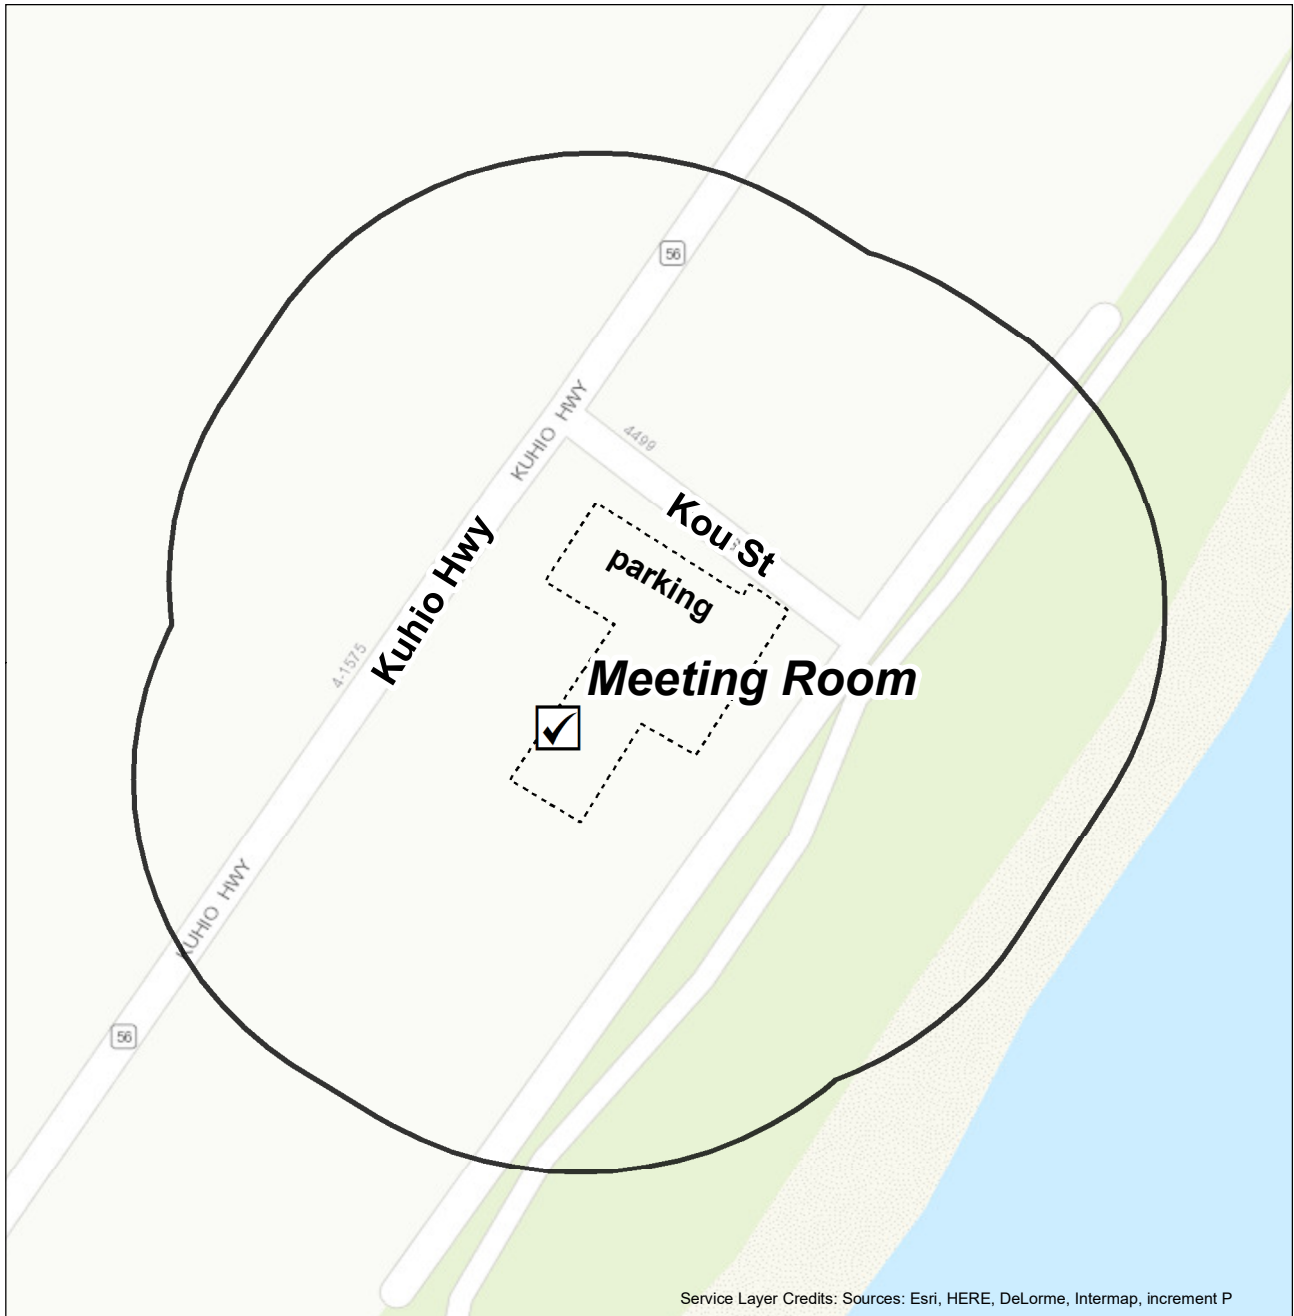 56
KUHIO HWY
4499
Kou St
Kuhio Hwy
parking
4-1575
Meeting Room
KUHIO HWY
56
Service Layer Credits: Sources: Esri, HERE, DeLorme, Intermap, increment P